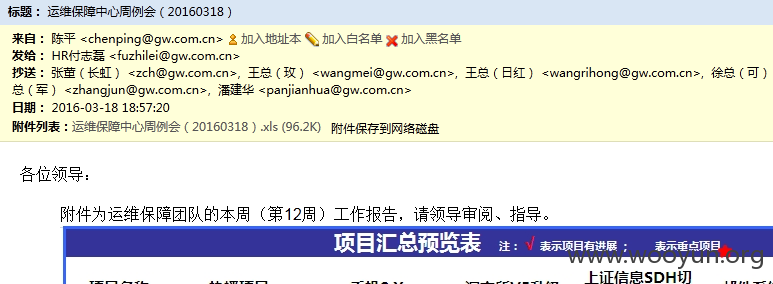 标题： 运维保障中心周例会（20160318）
来自： 陈平 <chenping@gw.com.cn> 加入地址本 加入白名单 加入黑名单
发给： HR付志磊 <fuzhilei@gw.com.cn>
抄送： 张萤（长虹） <zch@gw.com.cn>, 王总（玫） <wangmei@gw.com.cn>, 王总（日红） <wangrihong@gw.com.cn>, 徐总（可）
总（军） <zhangjun@gw.com.cn>, 潘建华 <panjianhua@gw.com.cn>
日期： 2016-03-18 18:57:20
附件列表：运维保障中心周例会（20160318）.xls (96.2K) 附件保存到网络磁盘
各位领导：
附件为运维保障团队的本周（第12周）工作报告，请领导审阅、指导。
项目汇总预览表 注：√ 表示项目有进展； 表示重点项目
www.wooyun.org
上证信息SDH切
项目名称